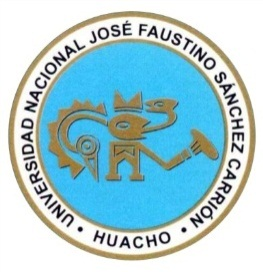 UNIVERSIDAD NACIONAL JOSÉ FAUSTINO SÁNCHEZ CARRIÓN
· HUACHO ·